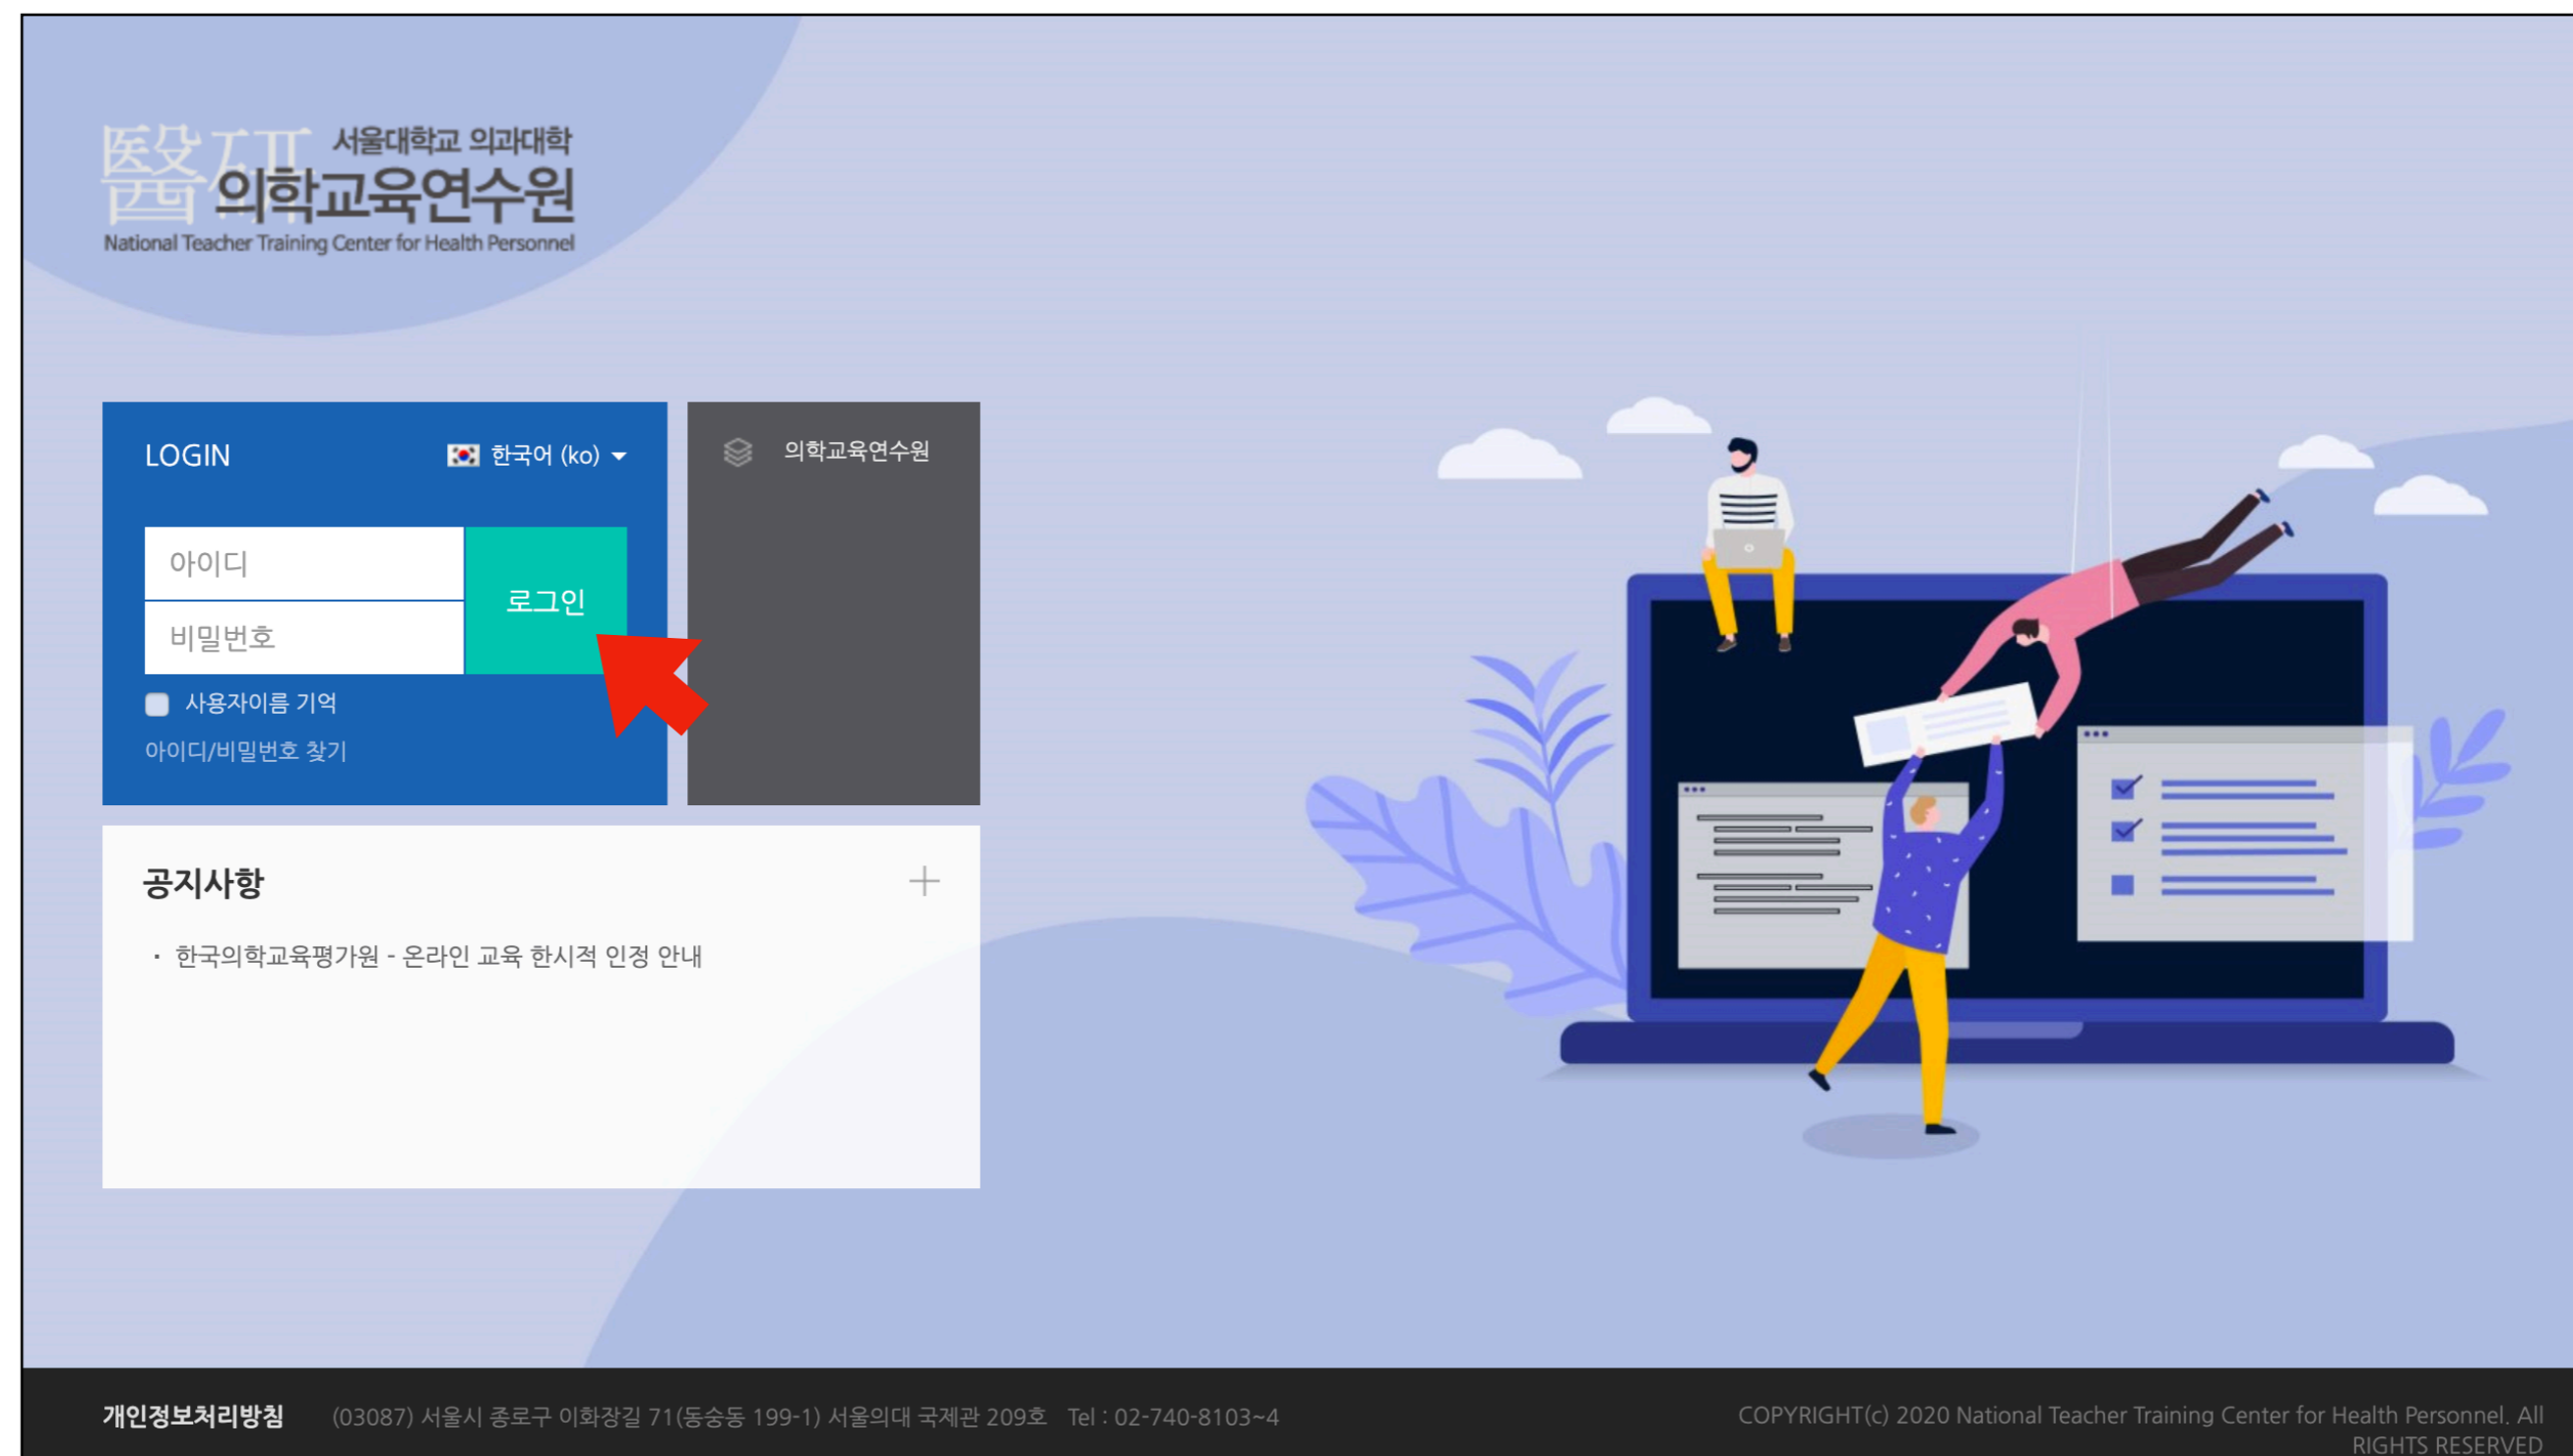 醫硏
서울대학교 의과대학
의학교육연수원
National Teacher Training Center for Health Personnel
LOGIN
한국어 (ko)
의학교육연수원
아이디
로그인
비밀번호
사용자이름 기억
아이디/비밀번호 찾기
공지사항
· 한국의학교육평가원 - 온라인 교육 한시적 인정 안내
개인정보처리방침 (03087) 서울시 종로구 이화장길 71(동숭동 199-1) 서울의대 국제관 209호 Tel : 02-740-8103~4
COPYRIGHT(c) 2020 National Teacher Training Center for Health Personnel. All
RIGHTS RESERVED